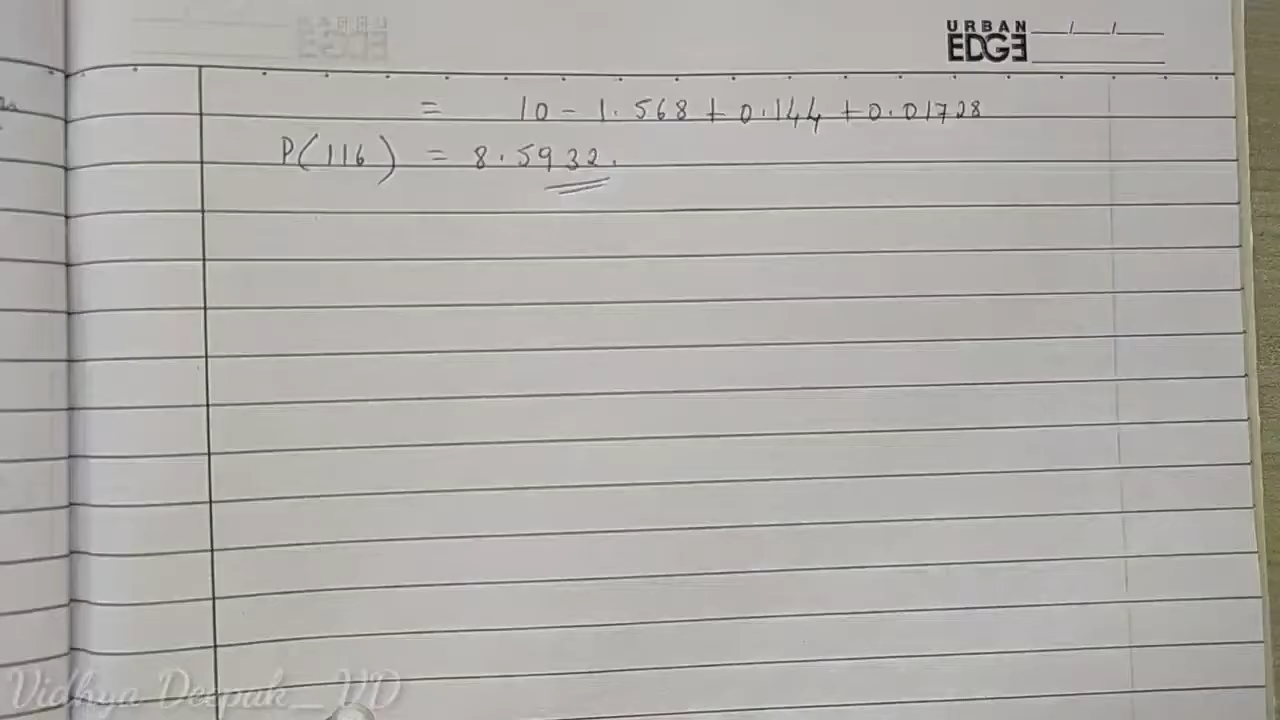 URBAN
EDGE
= 10 - 1.568 + 0.144 + 0.01728
P(116) = 8.5932.
Vidhya Deepak_VD